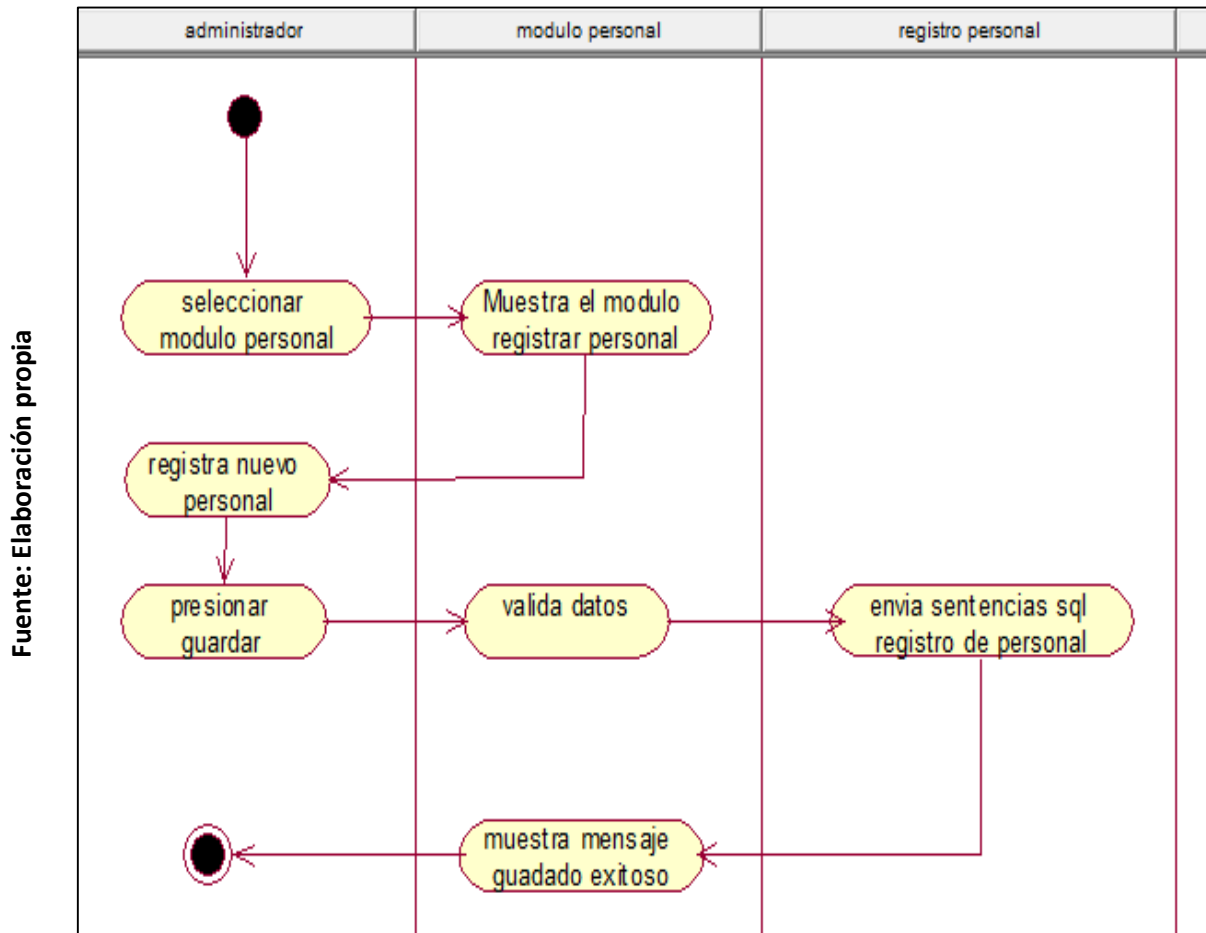 administrador
modulo personal
registro personal
seleccionar
modulo personal
Muestra el modulo
registrar personal
registra nuevo
personal
presionar
guardar
valida datos
envia sentencias sql
registro de personal
muestra mensaje
guadado exitoso
Fuente: Elaboración propia